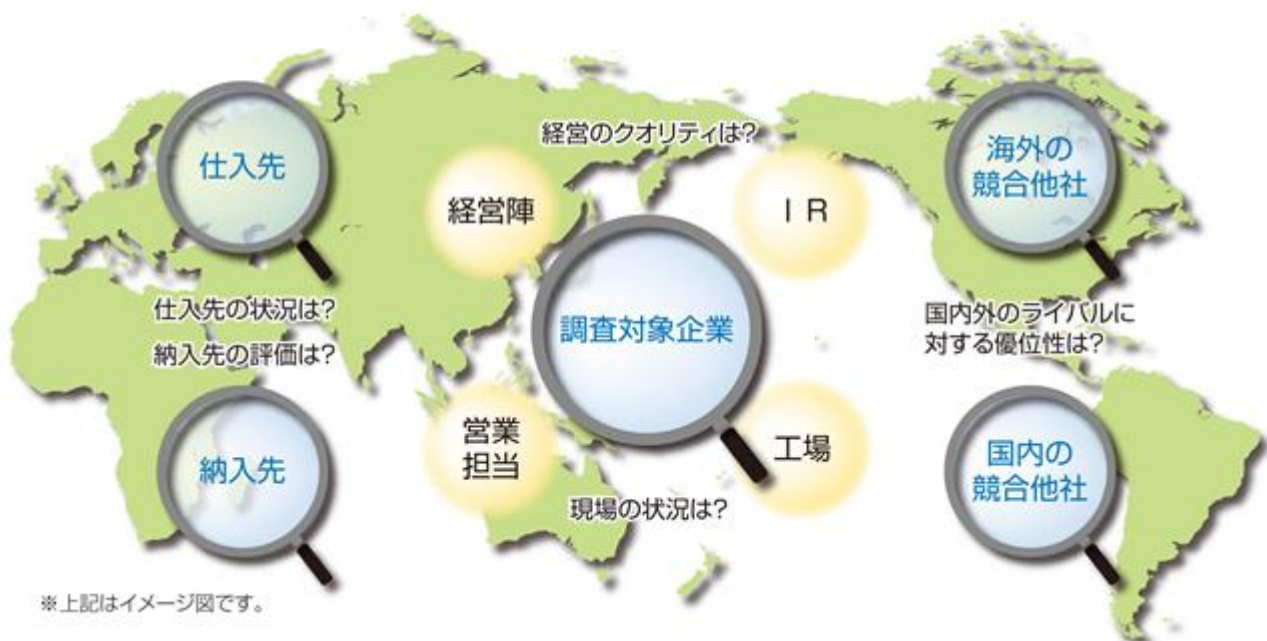 経営のクオリティは?
仕入先
経営陣
I R
海外の
競合他社
仕入先の状況は?
納入先の評価は?
調査対象企業
国内外のライバルに
対する優位性は?
納入先
営業
担当
工場
国内の
競合他社
現場の状況は?
※上記はイメージ図です。